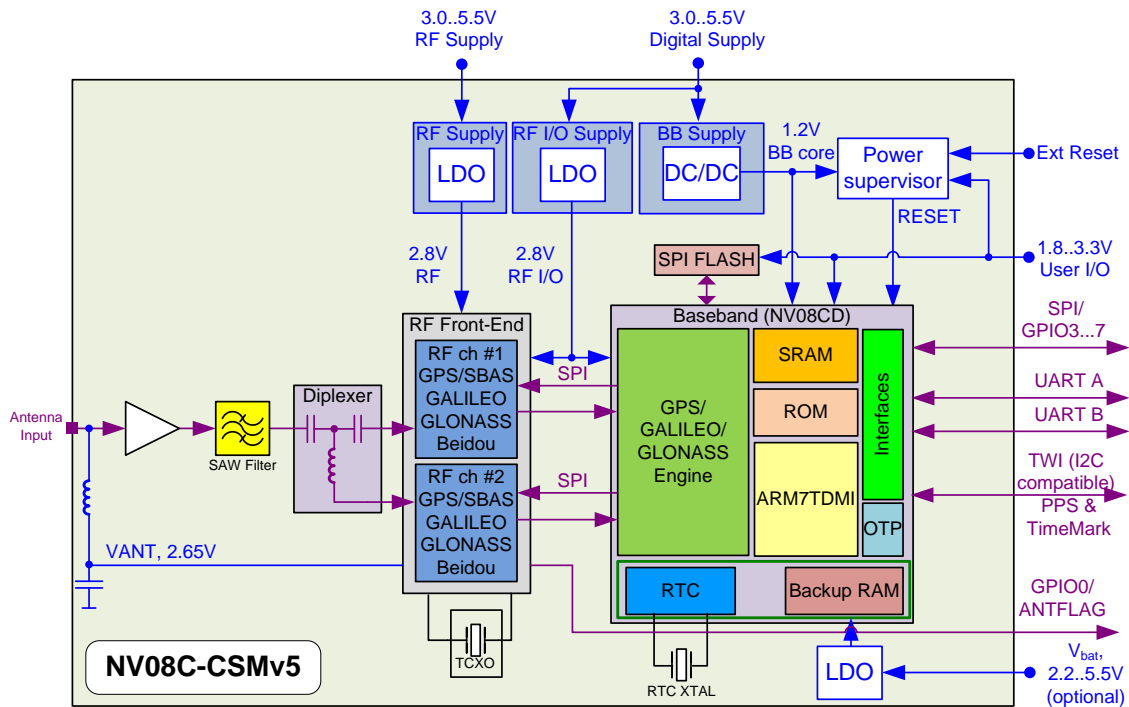 3.0..5.5V
RF Supply
3.0..5.5V
Digital Supply
RF Supply
LDO
RF I/O Supply
LDO
BB Supply
DC/DC
1.2V
BB core
Power
supervisor
Ext Reset
RESET
2.8V
RF
2.8V
RF I/O
SPI FLASH
1.8..3.3V
User I/O
RF Front-End
RF ch #1
GPS/SBAS
GALILEO
GLONASS
Beidou
RF ch #2
GPS/SBAS
GALILEO
GLONASS
Beidou
SPI
SPI
Baseband (NV08CD)
GPS/
GALILEO/
GLONASS
Engine
SRAM
ROM
ARM7TDMI
Interfaces
OTP
RTC
Backup RAM
SPI/
GPIO3...7
UART A
UART B
TWI (I2C
compatible)
PPS &
TimeMark
GPIO0/
ANTFLAG
Antenna
Input
SAW Filter
Diplexer
VANT, 2.65V
TCXO
RTC XTAL
LDO
Vbat,
2.2..5.5V
(optional)
NV08C-CSMv5